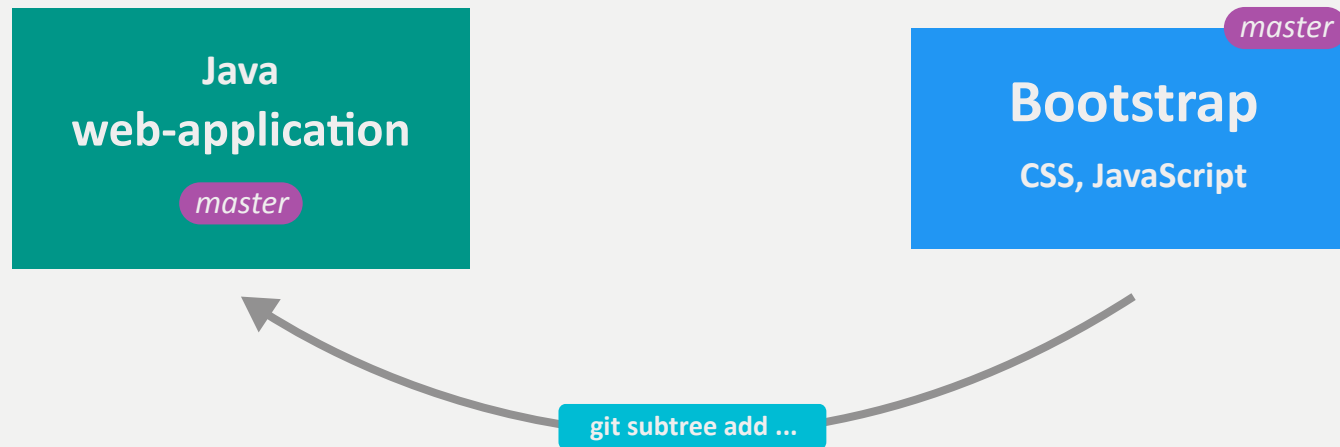 Java
web-application
master
master
Bootstrap
CSS, JavaScript
git subtree add ...